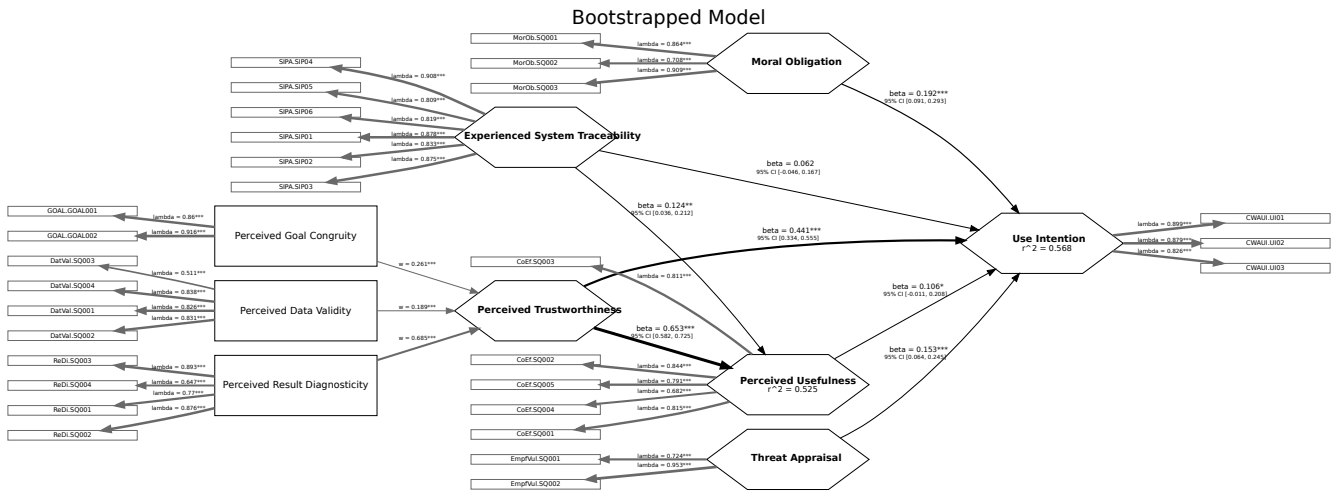 Bootstrapped Model
MorOb.SQ001
lambda = 0.864***
MorOb.SQ002
lambda = 0.708***
MorOb.SQ003
lambda = 0.909***
Moral Obligation
beta = 0.192***
95% CI [0.091, 0.293]
SIPA.SIP04
lambda = 0.908***
SIPA.SIP05
lambda = 0.809***
SIPA.SIP06
lambda = 0.819***
SIPA.SIP01
lambda = 0.878***
SIPA.SIP02
lambda = 0.833***
SIPA.SIP03
lambda = 0.875***
Experienced System Traceability
beta = 0.062
95% CI [-0.046, 0.167]
beta = 0.124**
95% CI [0.036, 0.212]
GOAL.GOAL001
lambda = 0.86***
GOAL.GOAL002
lambda = 0.916***
Perceived Goal Congruity
w = 0.261***
DatVal.SQ003
lambda = 0.511***
DatVal.SQ004
lambda = 0.838***
DatVal.SQ001
lambda = 0.826***
DatVal.SQ002
lambda = 0.831***
Perceived Data Validity
w = 0.189***
ReDi.SQ003
lambda = 0.893***
ReDi.SQ004
lambda = 0.647***
ReDi.SQ001
lambda = 0.77***
ReDi.SQ002
lambda = 0.876***
Perceived Result Diagnosticity
w = 0.685***
Perceived Trustworthiness
beta = 0.441***
95% CI [0.334, 0.555]
beta = 0.653***
95% CI [0.582, 0.725]
CoEf.SQ003
lambda = 0.811***
CoEf.SQ002
lambda = 0.844***
CoEf.SQ005
lambda = 0.791***
CoEf.SQ004
lambda = 0.682***
CoEf.SQ001
lambda = 0.815***
Perceived Usefulness
r^2 = 0.525
beta = 0.106*
95% CI [-0.011, 0.208]
EmpfVul.SQ001
lambda = 0.724***
EmpfVul.SQ002
lambda = 0.953***
Threat Appraisal
beta = 0.153***
95% CI [0.064, 0.245]
Use Intention
r^2 = 0.568
lambda = 0.899***
CWAUI.UI01
lambda = 0.879***
CWAUI.UI02
lambda = 0.826***
CWAUI.UI03